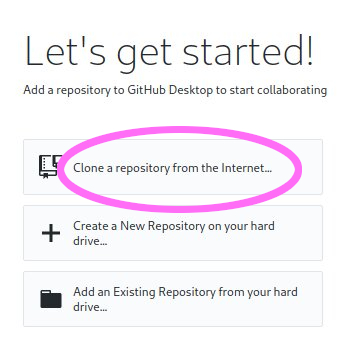 Let's get started!
Add a repository to GitHub Desktop to start collaborating
Clone a repository from the Internet...
Create a New Repository on your hard
drive...
Add an Existing Repository from your hard
drive...